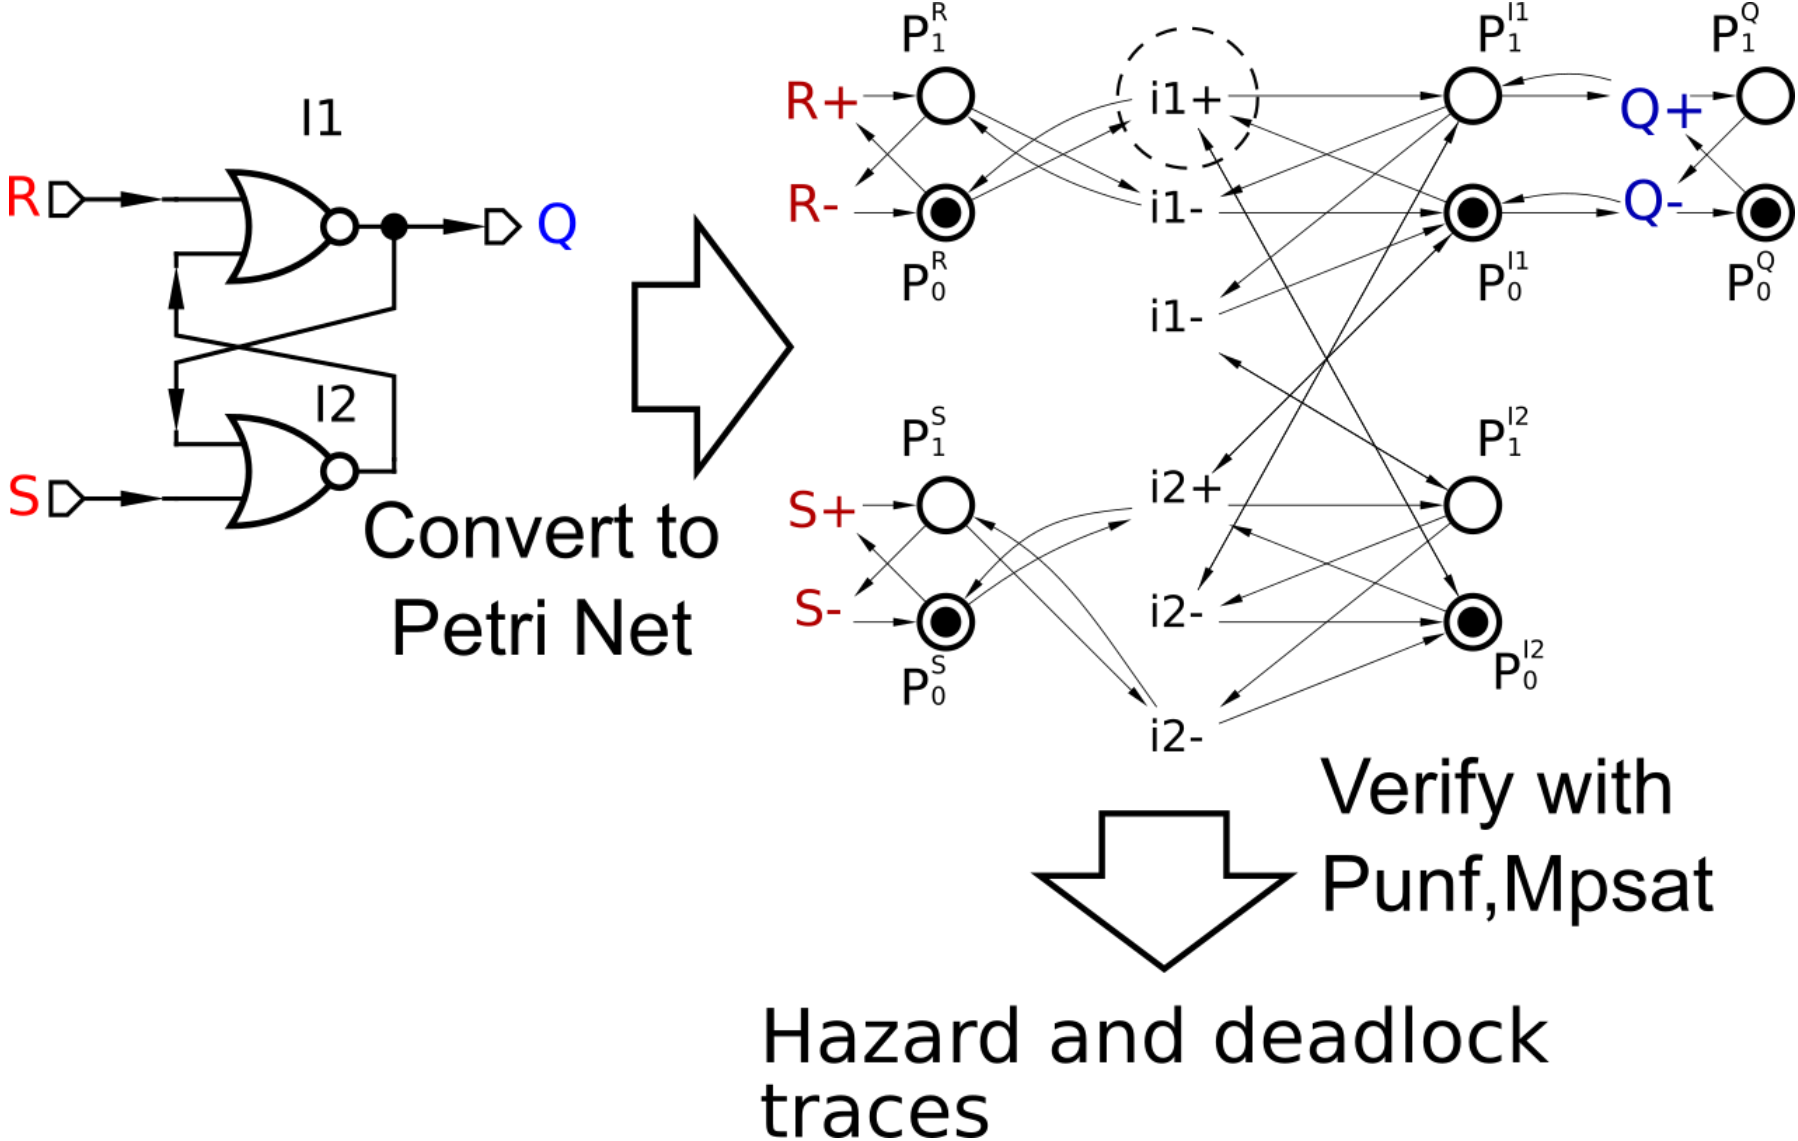 I1
R
Q
I2
S
Convert to
Petri Net
P₁ᴿ
P₁ᴵ¹
P₁Q
R+
i1+
Q+
R-
i1-
Q-
P₀ᴿ
P₀ᴵ¹
P₀Q
i1-
P₁ˢ
P₁ᴵ²
S+
i2+
S-
i2-
P₀ˢ
P₀ᴵ²
i2-
Verify with
Punf,Mpsat
Hazard and deadlock
traces